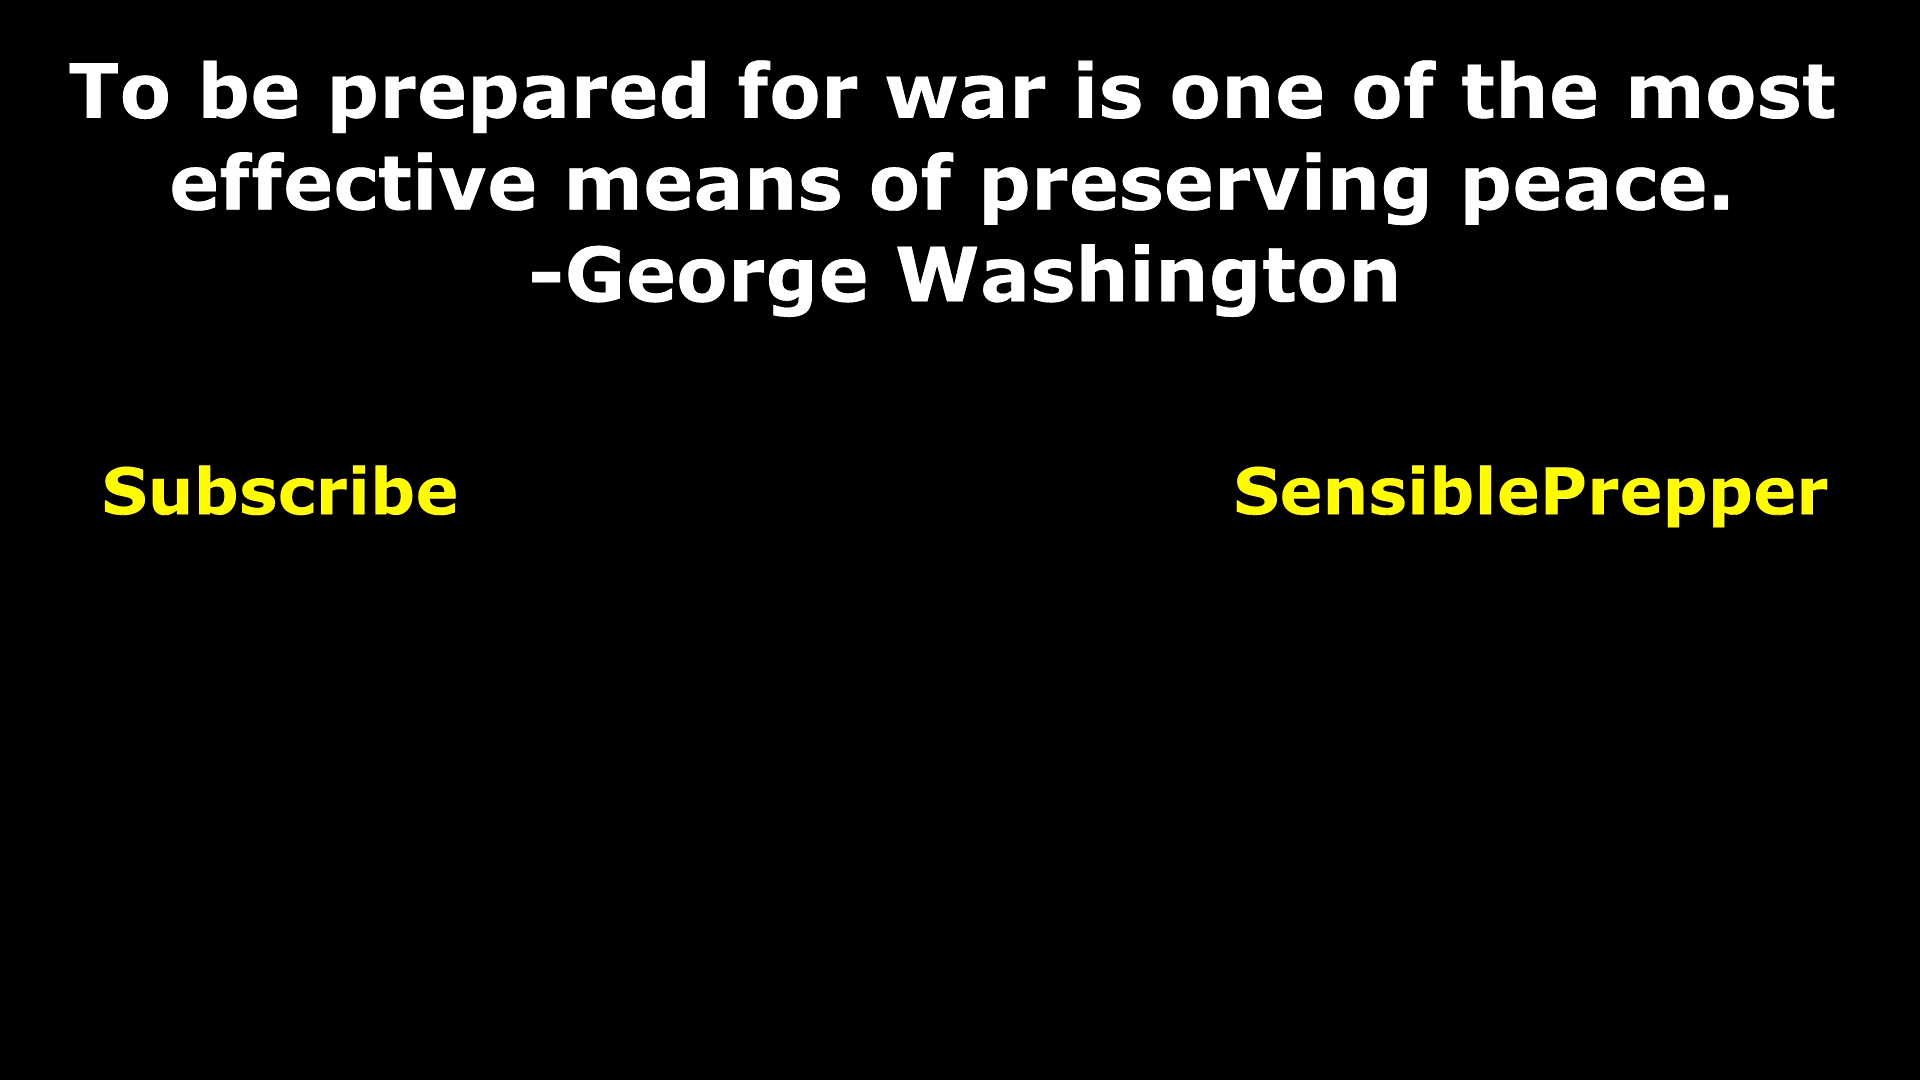 To be prepared for war is one of the most
effective means of preserving peace.
-George Washington
Subscribe
SensiblePrepper